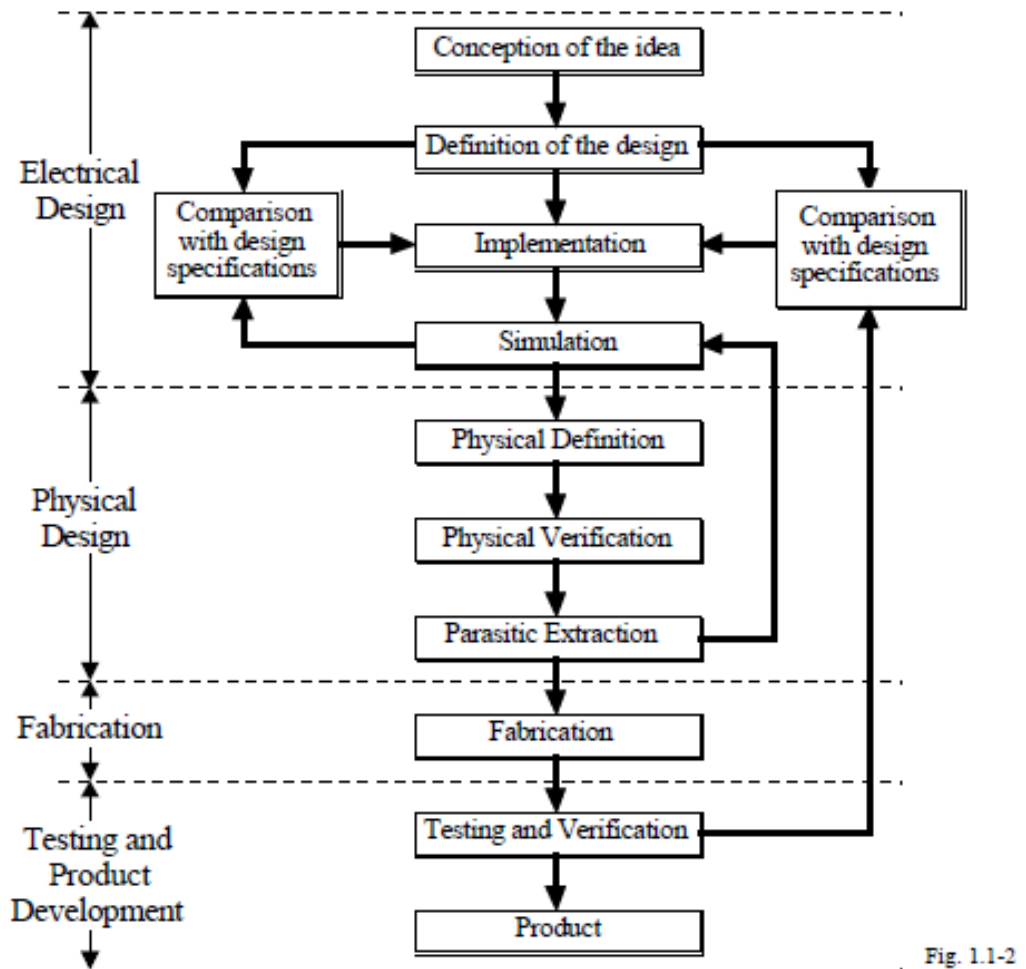 Conception of the idea
Definition of the design
Electrical
Design
Comparison
with design
specifications
Implementation
Comparison
with design
specifications
Simulation
Physical Definition
Physical
Design
Physical Verification
Parasitic Extraction
Fabrication
Fabrication
Testing and Verification
Testing and
Product
Development
Product
Fig. 1.1-2